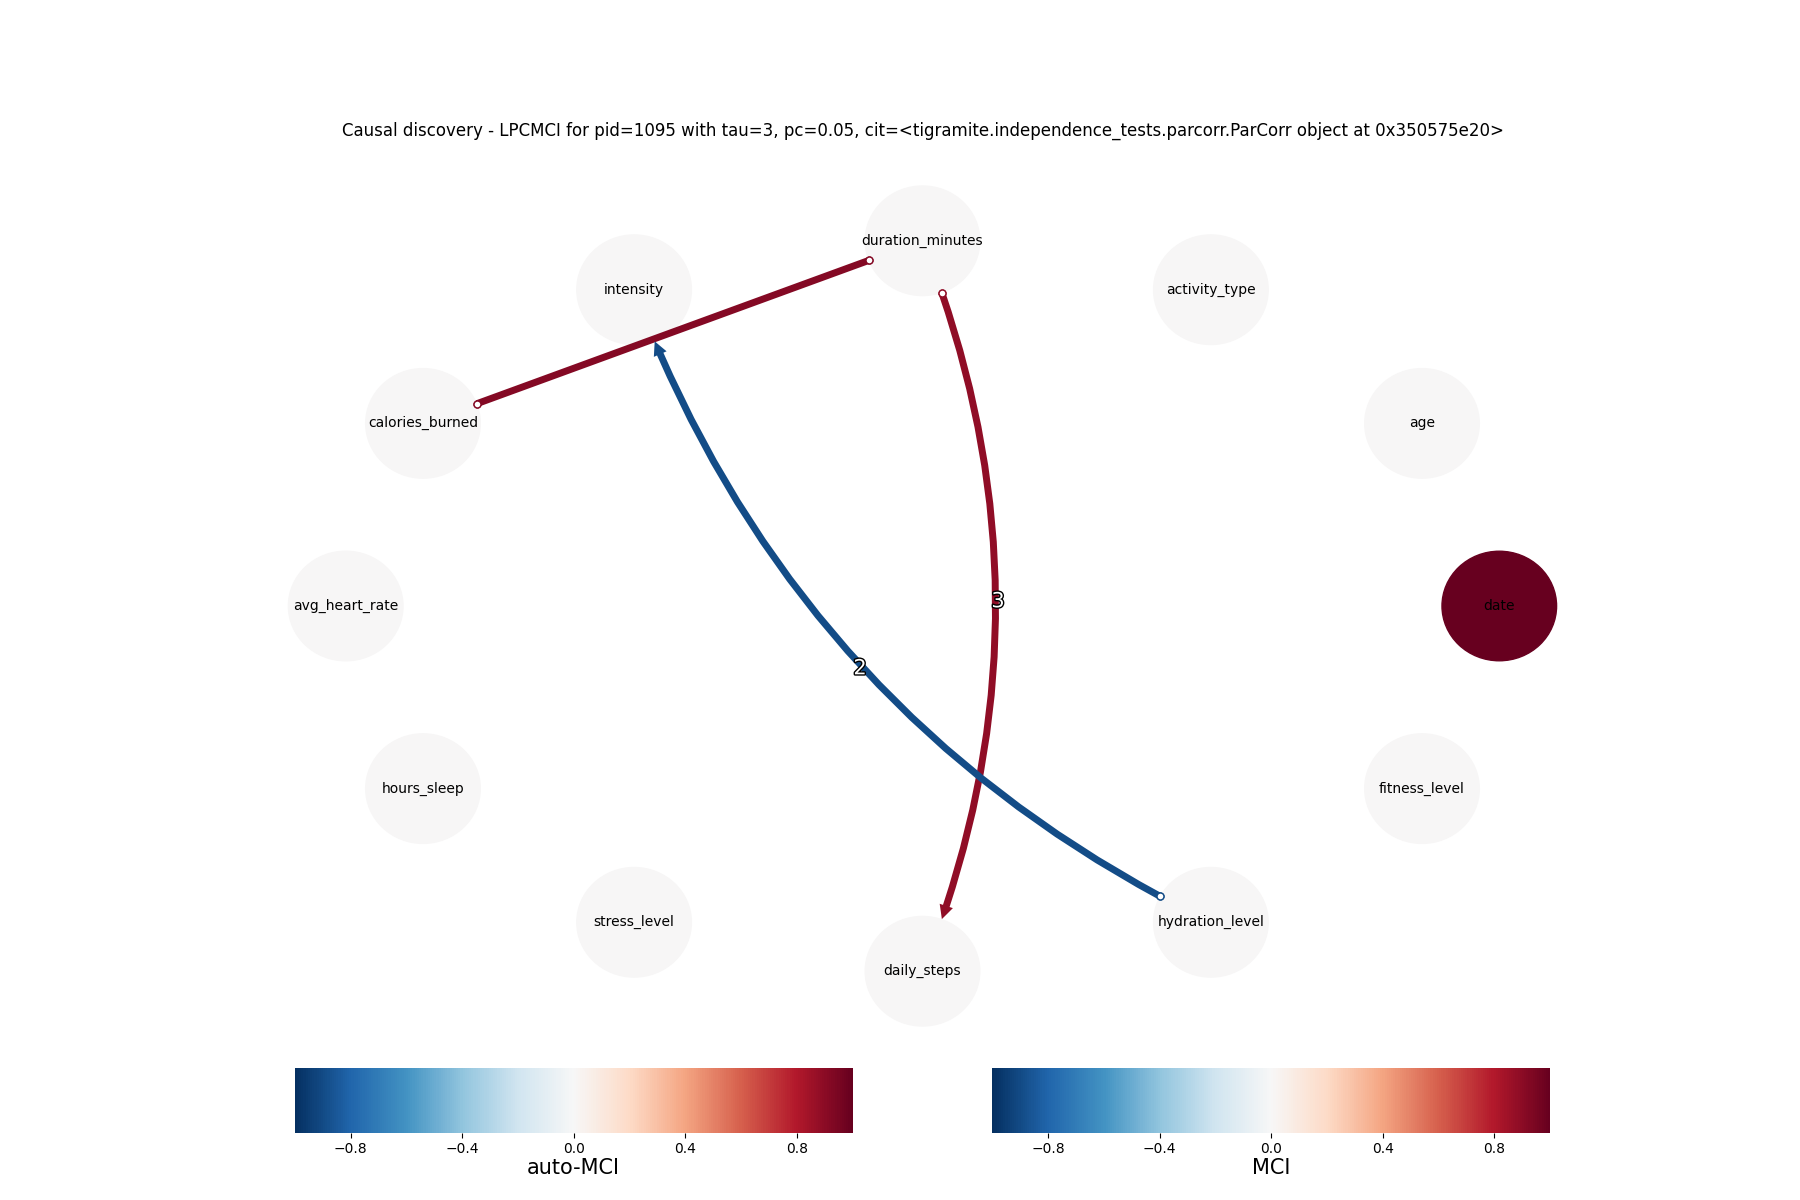 Causal discovery - LPCMCI for pid=1095 with tau=3, pc=0.05, cit=<tigramite.independence_tests.parcorr.ParCorr object at 0x350575e20>
duration_minutes
intensity
activity_type
calories_burned
age
avg_heart_rate
3
date
2
hours_sleep
fitness_level
stress_level
hydration_level
daily_steps
−0.8 −0.4 0.0 0.4 0.8
auto-MCI
−0.8 −0.4 0.0 0.4 0.8
MCI